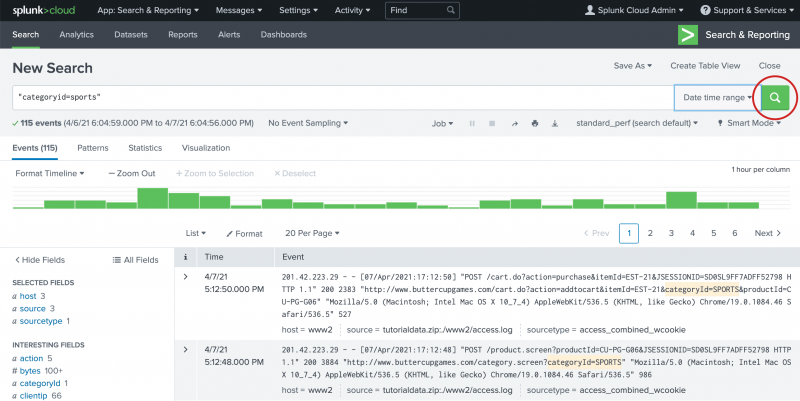 splunk>cloud App: Search & Reporting ▾ Messages ▾ Settings ▾ Activity ▾ Find Splunk Cloud Admin ▾ Support & Services ▾
Search Analytics Datasets Reports Alerts Dashboards > Search & Reporting
New Search Save As ▾ Create Table View Close
"categoryid=sports" Date time range ▾
✓ 115 events (4/6/21 6:04:59.000 PM to 4/7/21 6:04:56.000 PM) No Event Sampling ▾ Job ▾ standard_perf (search default) ▾ Smart Mode ▾
Events (115) Patterns Statistics Visualization
Format Timeline ▾ — Zoom Out + Zoom to Selection × Deselect 1 hour per column
List ▾ Format 20 Per Page ▾ < Prev 1 2 3 4 5 6 Next >
< Hide Fields All Fields
SELECTED FIELDS
a host 3
a source 3
a sourcetype 1
INTERESTING FIELDS
a action 5
# bytes 100+
a categoryId 1
a clientip 66
i Time Event
> 4/7/21
5:12:50.000 PM
201.42.223.29 - - [07/Apr/2021:17:12:50] "POST /cart.do?action=purchase&itemId=EST-21&JSESSIONID=SD0SL9FF7ADFF52798 H
TTP 1.1" 200 2383 "http://www.buttercupgames.com/cart.do?action=addtocart&itemId=EST-21&categoryId=SPORTS&productId=C
U-PG-G06" "Mozilla/5.0 (Macintosh; Intel Mac OS X 10_7_4) AppleWebKit/536.5 (KHTML, like Gecko) Chrome/19.0.1084.46 S
afari/536.5" 527
host = www2 source = tutorialdata.zip:/www2/access.log sourcetype = access_combined_wcookie
> 4/7/21
5:12:48.000 PM
201.42.223.29 - - [07/Apr/2021:17:12:48] "POST /product.screen?productId=CU-PG-G06&JSESSIONID=SD0SL9FF7ADFF52798 HTTP
1.1" 200 3884 "http://www.buttercupgames.com/category.screen?categoryId=SPORTS" "Mozilla/5.0 (Macintosh; Intel Mac OS
X 10_7_4) AppleWebKit/536.5 (KHTML, like Gecko) Chrome/19.0.1084.46 Safari/536.5" 986
host = www2 source = tutorialdata.zip:/www2/access.log sourcetype = access_combined_wcookie